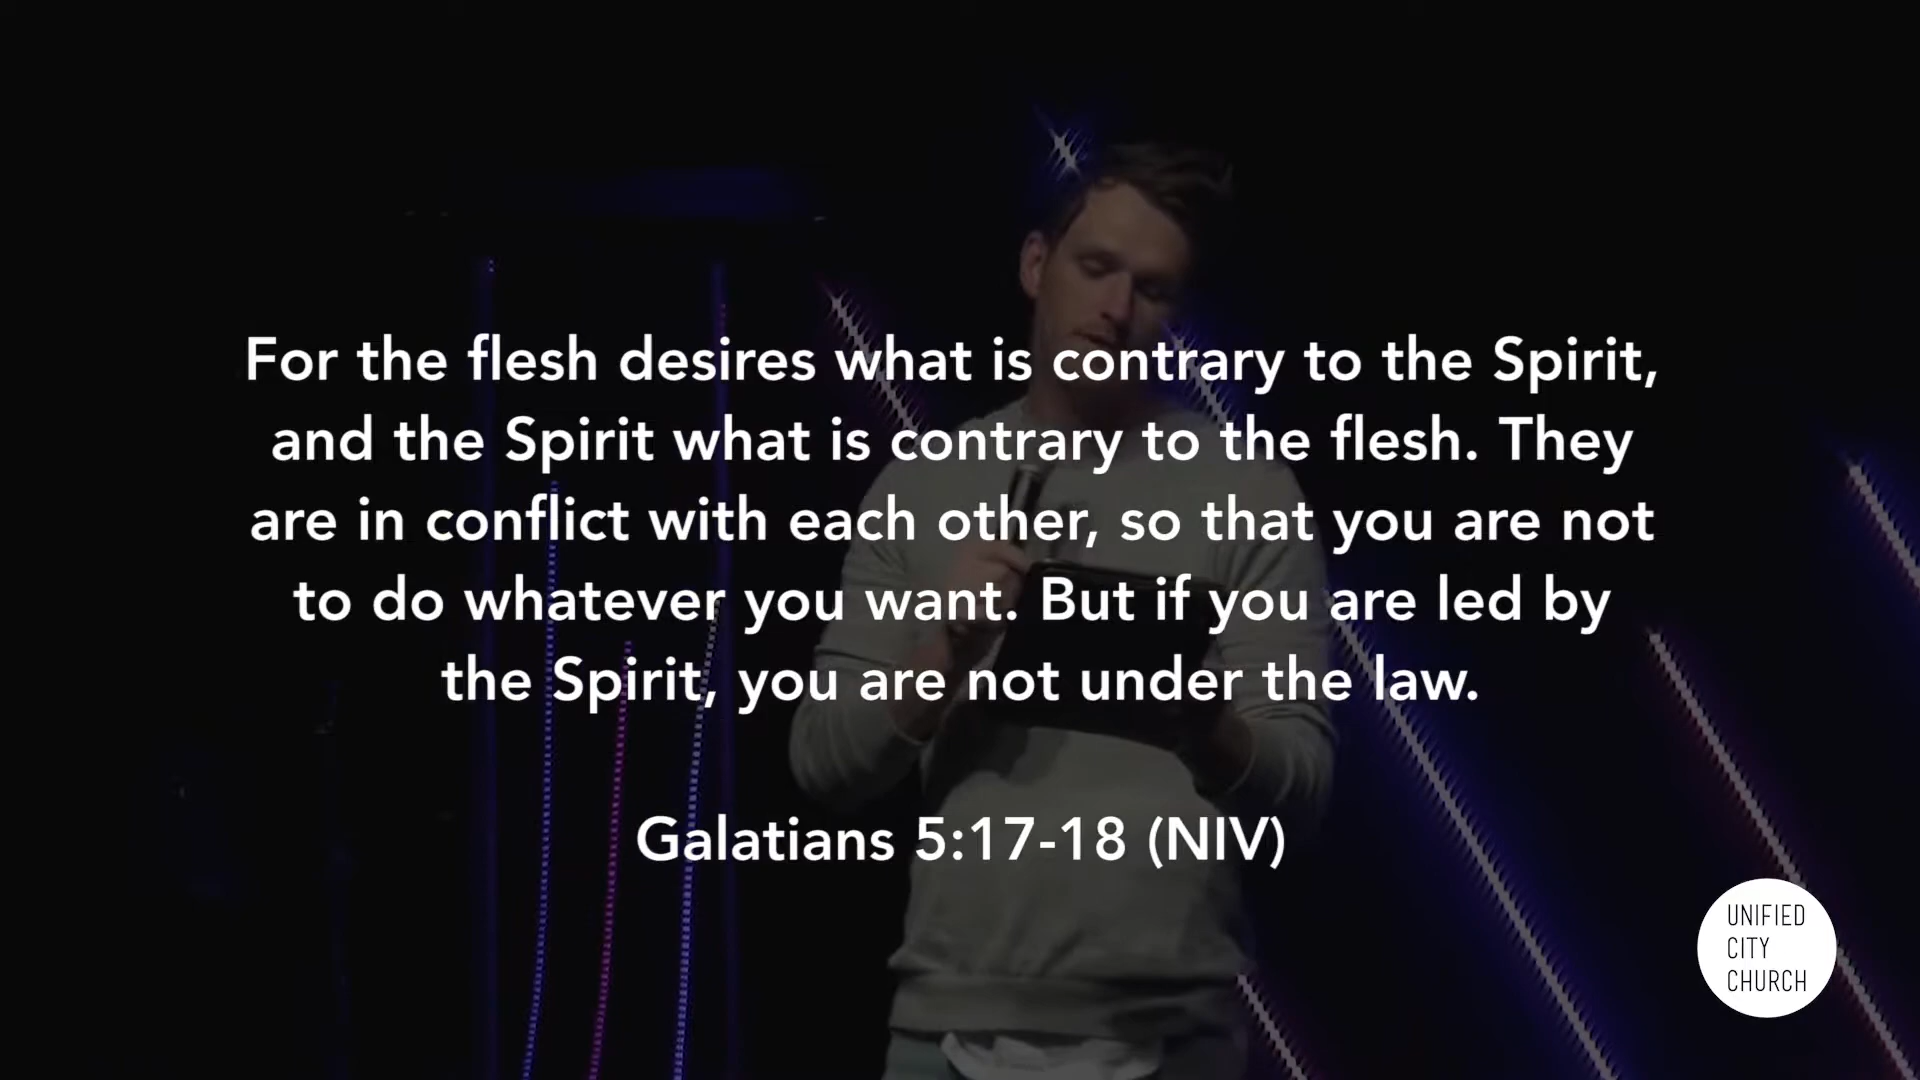 For the flesh desires what is contrary to the Spirit,
and the Spirit what is contrary to the flesh. They
are in conflict with each other, so that you are not
to do whatever you want. But if you are led by
the Spirit, you are not under the law.
Galatians 5:17-18 (NIV)
UNIFIED
CITY
CHURCH